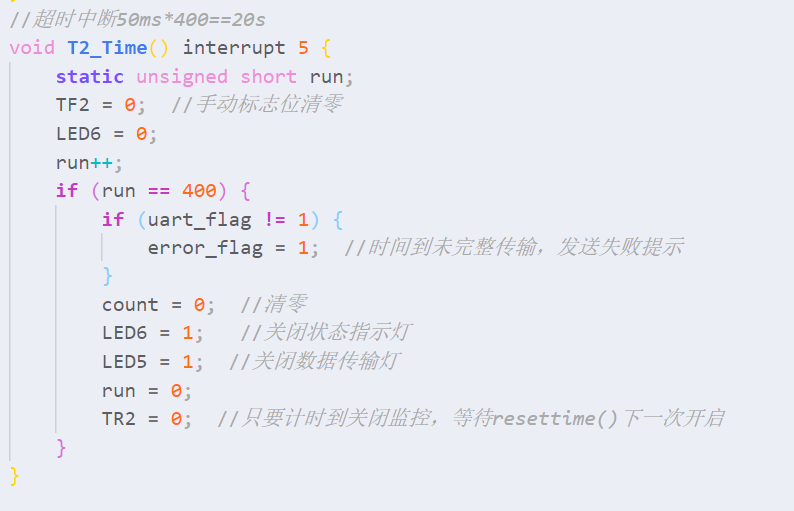 //超时中断50ms*400==20s
void T2_Time() interrupt 5 {
static unsigned short run;
TF2 = 0;  //手动标志位清零
LED6 = 0;
run++;
if (run == 400) {
if (uart_flag != 1) {
error_flag = 1;  //时间到未完整传输，发送失败提示
}
count = 0;  //清零
LED6 = 1;   //关闭状态指示灯
LED5 = 1;  //关闭数据传输灯
run = 0;
TR2 = 0;  //只要计时到关闭监控，等待resettime()下一次开启
}
}